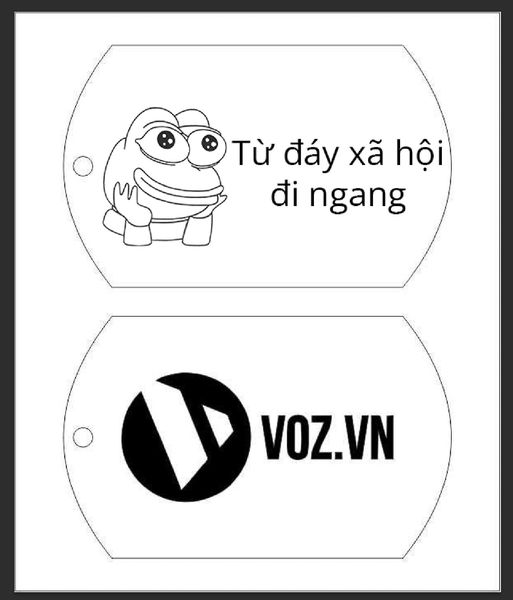 Từ đáy xã hội
đi ngang
VOZ.VN